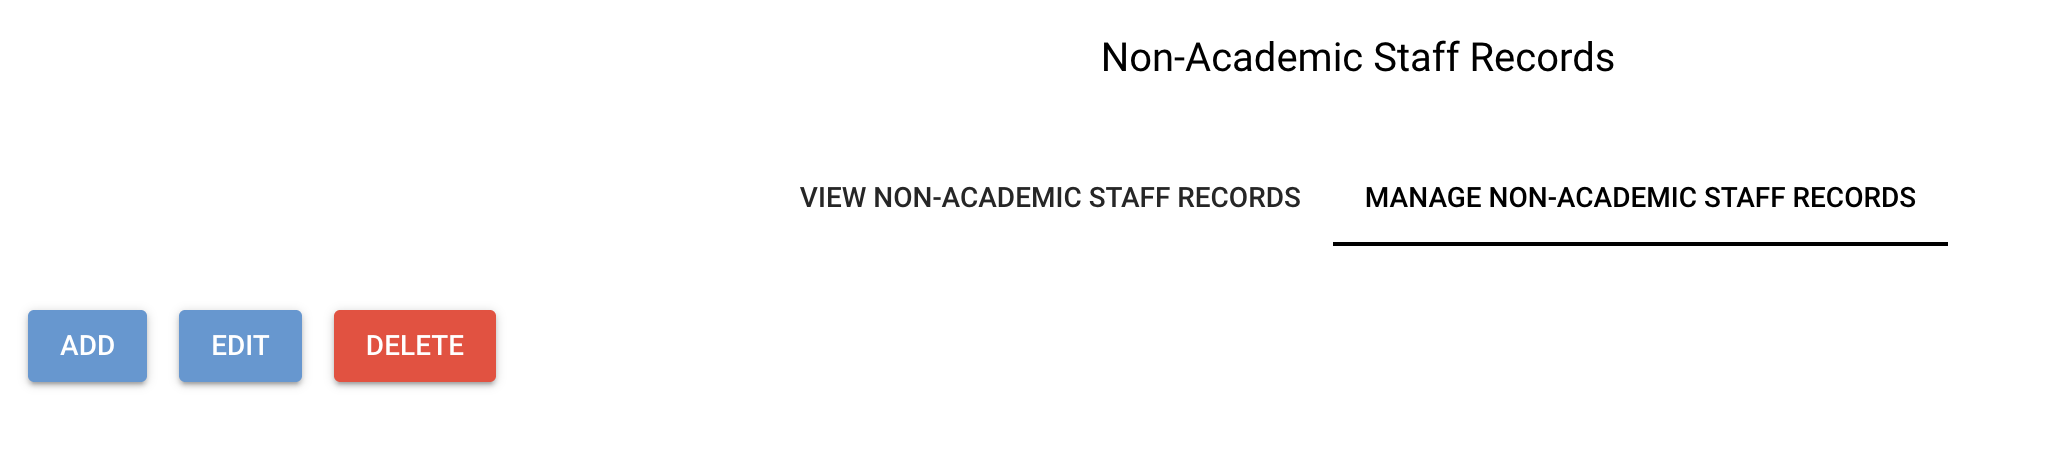 Non-Academic Staff Records
VIEW NON-ACADEMIC STAFF RECORDS MANAGE NON-ACADEMIC STAFF RECORDS
ADD EDIT DELETE